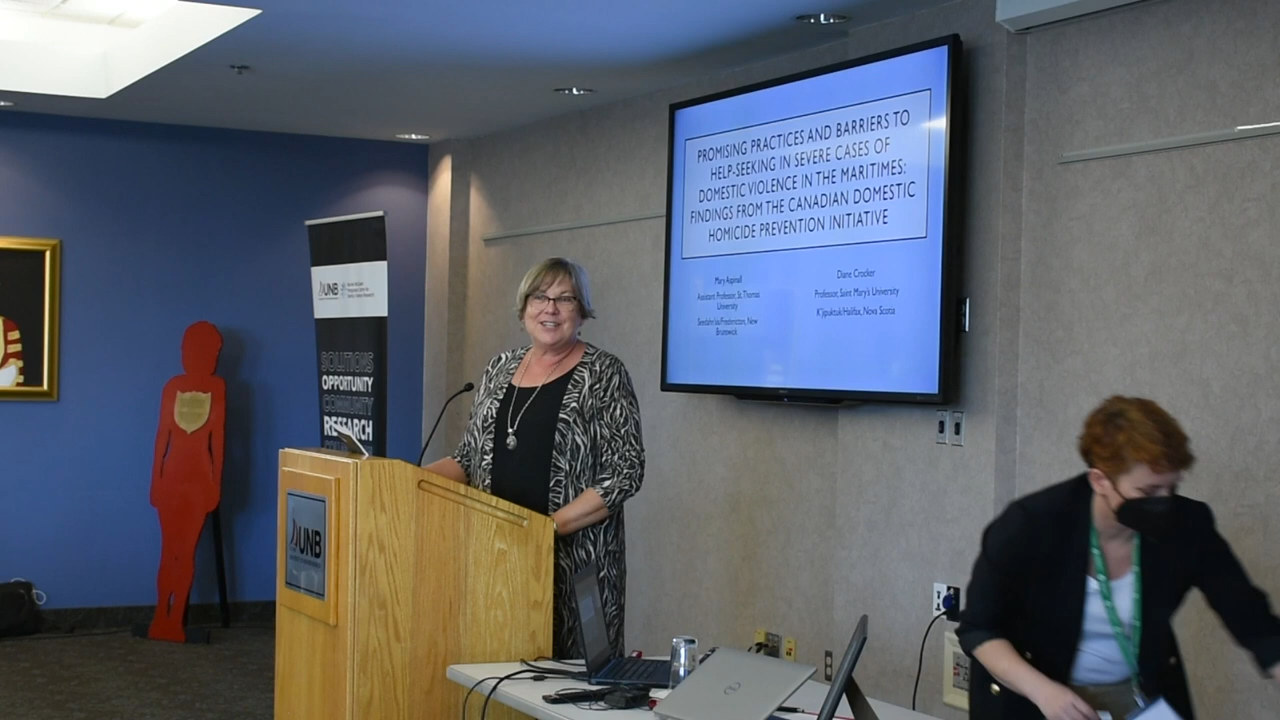 PROMISING PRACTICES AND BARRIERS TO
HELP-SEEKING IN SEVERE CASES OF
DOMESTIC VIOLENCE IN THE MARITIMES:
FINDINGS FROM THE CANADIAN DOMESTIC
HOMICIDE PREVENTION INITIATIVE
Mary Aspinall
Assistant Professor, St. Thomas
University
New
Brunswick
Diane Crocker
Professor, Saint Mary's University
K'jipuktuk/Halifax, Nova Scotia
UNB
SOLUTIONS
OPPORTUNITY
COMMUNITY
RESEARCH
UNB